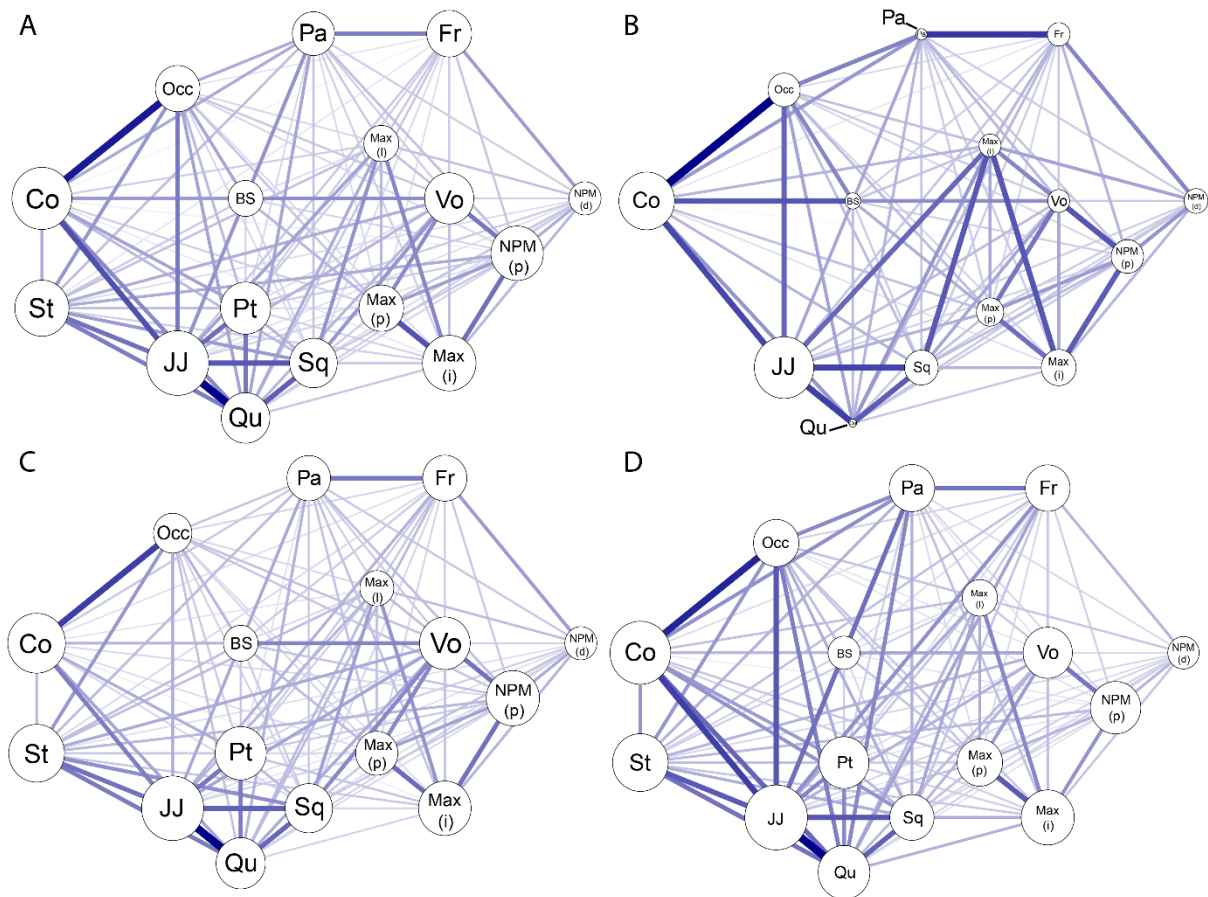 A
Pa
Fr
Occ
Max
(l)
Co
BS
Vo
NPM
(d)
NPM
(p)
St
Pt
Max
(p)
JJ
Sq
Max
(i)
Qu
B
Pa
Pa
Fr
Occ
Max
(l)
Co
BS
Vo
NPM
(d)
NPM
(p)
Max
(p)
JJ
Sq
Max
(i)
Qu
C
Pa
Fr
Occ
Max
(l)
Co
BS
Vo
NPM
(d)
NPM
(p)
St
Pt
Max
(p)
JJ
Sq
Max
(i)
Qu
D
Pa
Fr
Occ
Max
(l)
Co
BS
Vo
NPM
(d)
NPM
(p)
St
Pt
Max
(p)
JJ
Sq
Max
(i)
Qu